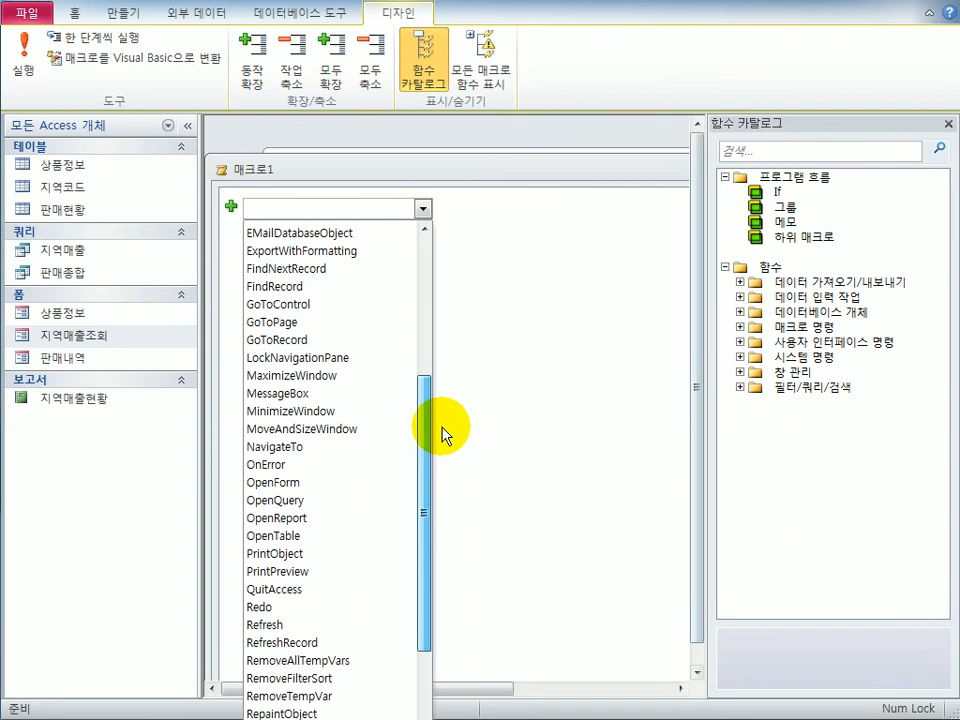 파일
홈
만들기
외부 데이터
데이터베이스 도구
디자인
실행
한 단계씩 실행
매크로를 Visual Basic으로 변환
도구
동작 확장
작업 축소
모두 확장
모두 축소
확장/축소
함수 카탈로그
모든 매크로 함수 표시
표시/숨기기
모든 Access 개체
테이블
상품정보
지역코드
판매현황
쿼리
지역매출
판매종합
폼
상품정보
지역매출조회
판매내역
보고서
지역매출현황
매크로1
EMailDatabaseObject
ExportWithFormatting
FindNextRecord
FindRecord
GoToControl
GoToPage
GoToRecord
LockNavigationPane
MaximizeWindow
MessageBox
MinimizeWindow
MoveAndSizeWindow
NavigateTo
OnError
OpenForm
OpenQuery
OpenReport
OpenTable
PrintObject
PrintPreview
QuitAccess
Redo
Refresh
RefreshRecord
RemoveAllTempVars
RemoveFilterSort
RemoveTempVar
RepaintObject
함수 카탈로그
검색...
프로그램 흐름
If
그룹
메모
하위 매크로
함수
데이터 가져오기/내보내기
데이터 입력 작업
데이터베이스 개체
매크로 명령
사용자 인터페이스 명령
시스템 명령
창 관리
필터/쿼리/검색
준비
Num Lock